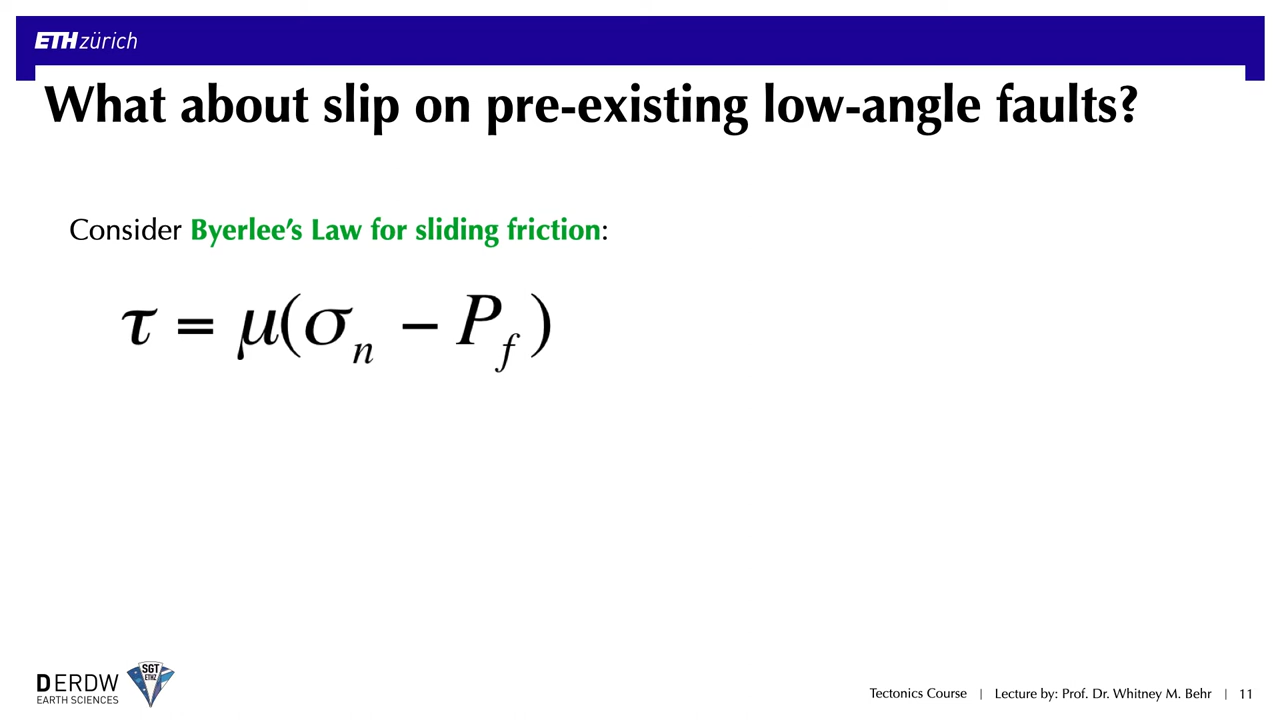 ETH zürich
What about slip on pre-existing low-angle faults?
Consider Byerlee's Law for sliding friction:
τ = μ(σn − Pf)
DERDW
EARTH SCIENCES
SGT
ETHZ
Tectonics Course | Lecture by: Prof. Dr. Whitney M. Behr | 11